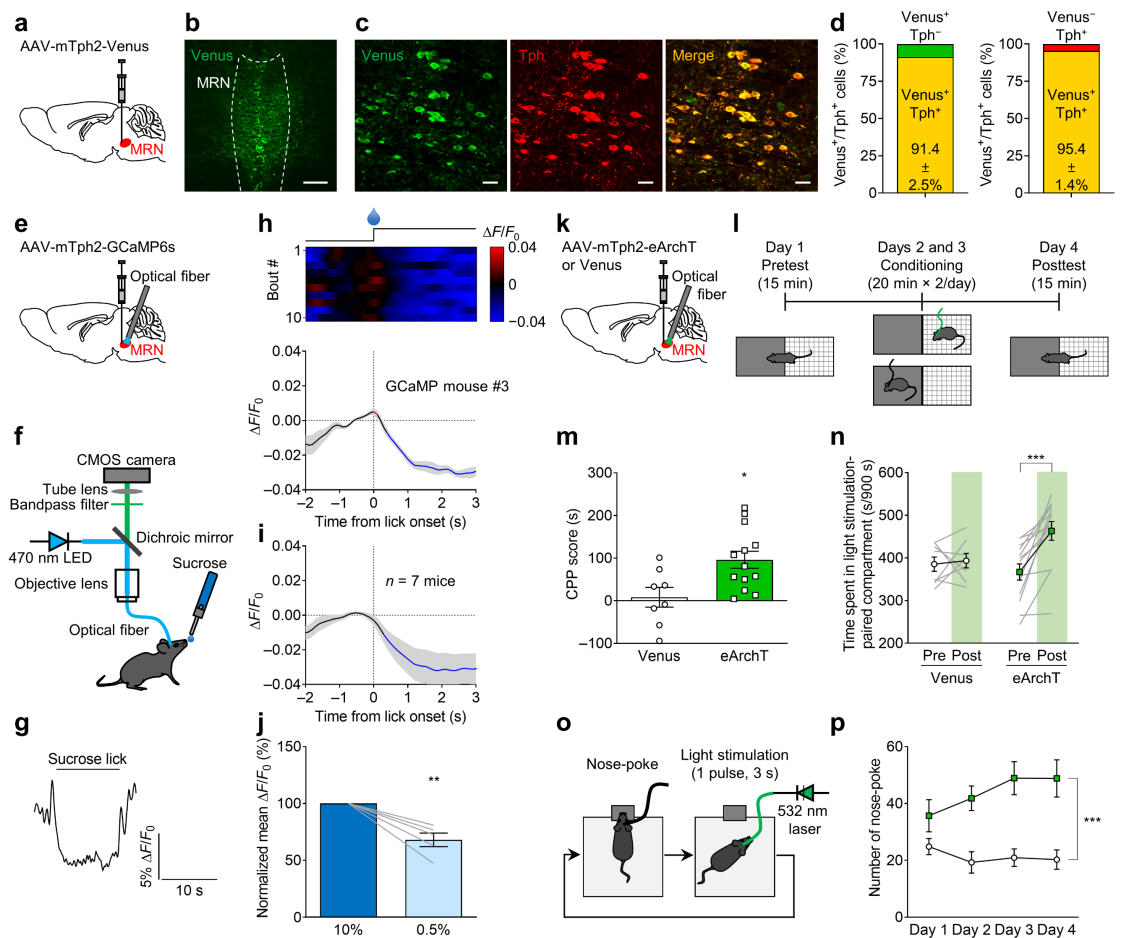 a
AAV-mTph2-Venus
MRN
b
Venus
MRN
c
Venus
Tph
Merge
d
Venus⁺
Tph⁻
Venus⁺/Tph⁺ cells (%)
100
75
50
25
0
Venus⁺
Tph⁺
91.4
±
2.5%
Venus⁻
Tph⁺
Venus⁺/Tph⁺ cells (%)
100
75
50
25
0
Venus⁺
Tph⁺
95.4
±
1.4%
e
AAV-mTph2-GCaMP6s
Optical fiber
MRN
f
CMOS camera
Tube lens
Bandpass filter
Dichroic mirror
470 nm LED
Objective lens
Sucrose
Optical fiber
g
Sucrose lick
5% ΔF/F₀
10 s
h
ΔF/F₀
0.04
0
−0.04
Bout #
1
10
0.04
0.02
0.00
−0.02
−0.04
ΔF/F₀
GCaMP mouse #3
−2 −1 0 1 2 3
Time from lick onset (s)
i
0.04
0.02
0.00
−0.02
−0.04
ΔF/F₀
n = 7 mice
−2 −1 0 1 2 3
Time from lick onset (s)
j
Normalized mean ΔF/F₀ (%)
150
100
50
0
**
10% 0.5%
k
AAV-mTph2-eArchT
or Venus
Optical
fiber
MRN
l
Day 1
Pretest
(15 min)
Days 2 and 3
Conditioning
(20 min × 2/day)
Day 4
Posttest
(15 min)
m
CPP score (s)
300
200
100
0
−100
*
Venus eArchT
n
Time spent in light stimulation-
paired compartment (s/900 s)
600
500
400
300
200
***
Pre Post Pre Post
Venus eArchT
o
Nose-poke
Light stimulation
(1 pulse, 3 s)
532 nm
laser
p
Number of nose-poke
60
40
20
0
***
Day 1 Day 2 Day 3 Day 4